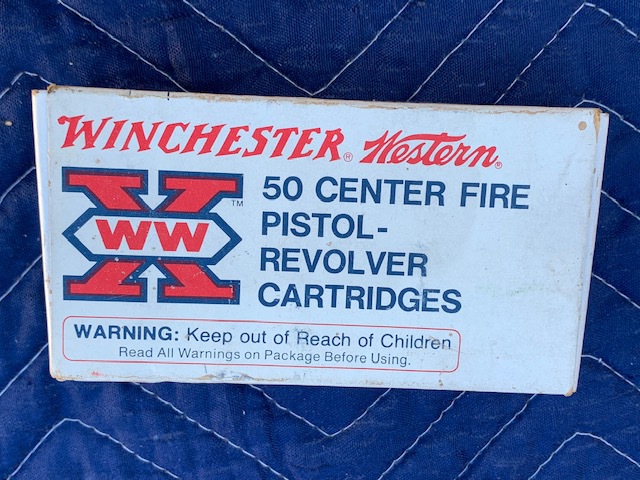 WINCHESTER® Western®
WW
X™
50 CENTER FIRE
PISTOL-
REVOLVER
CARTRIDGES
WARNING: Keep out of Reach of Children
Read All Warnings on Package Before Using.